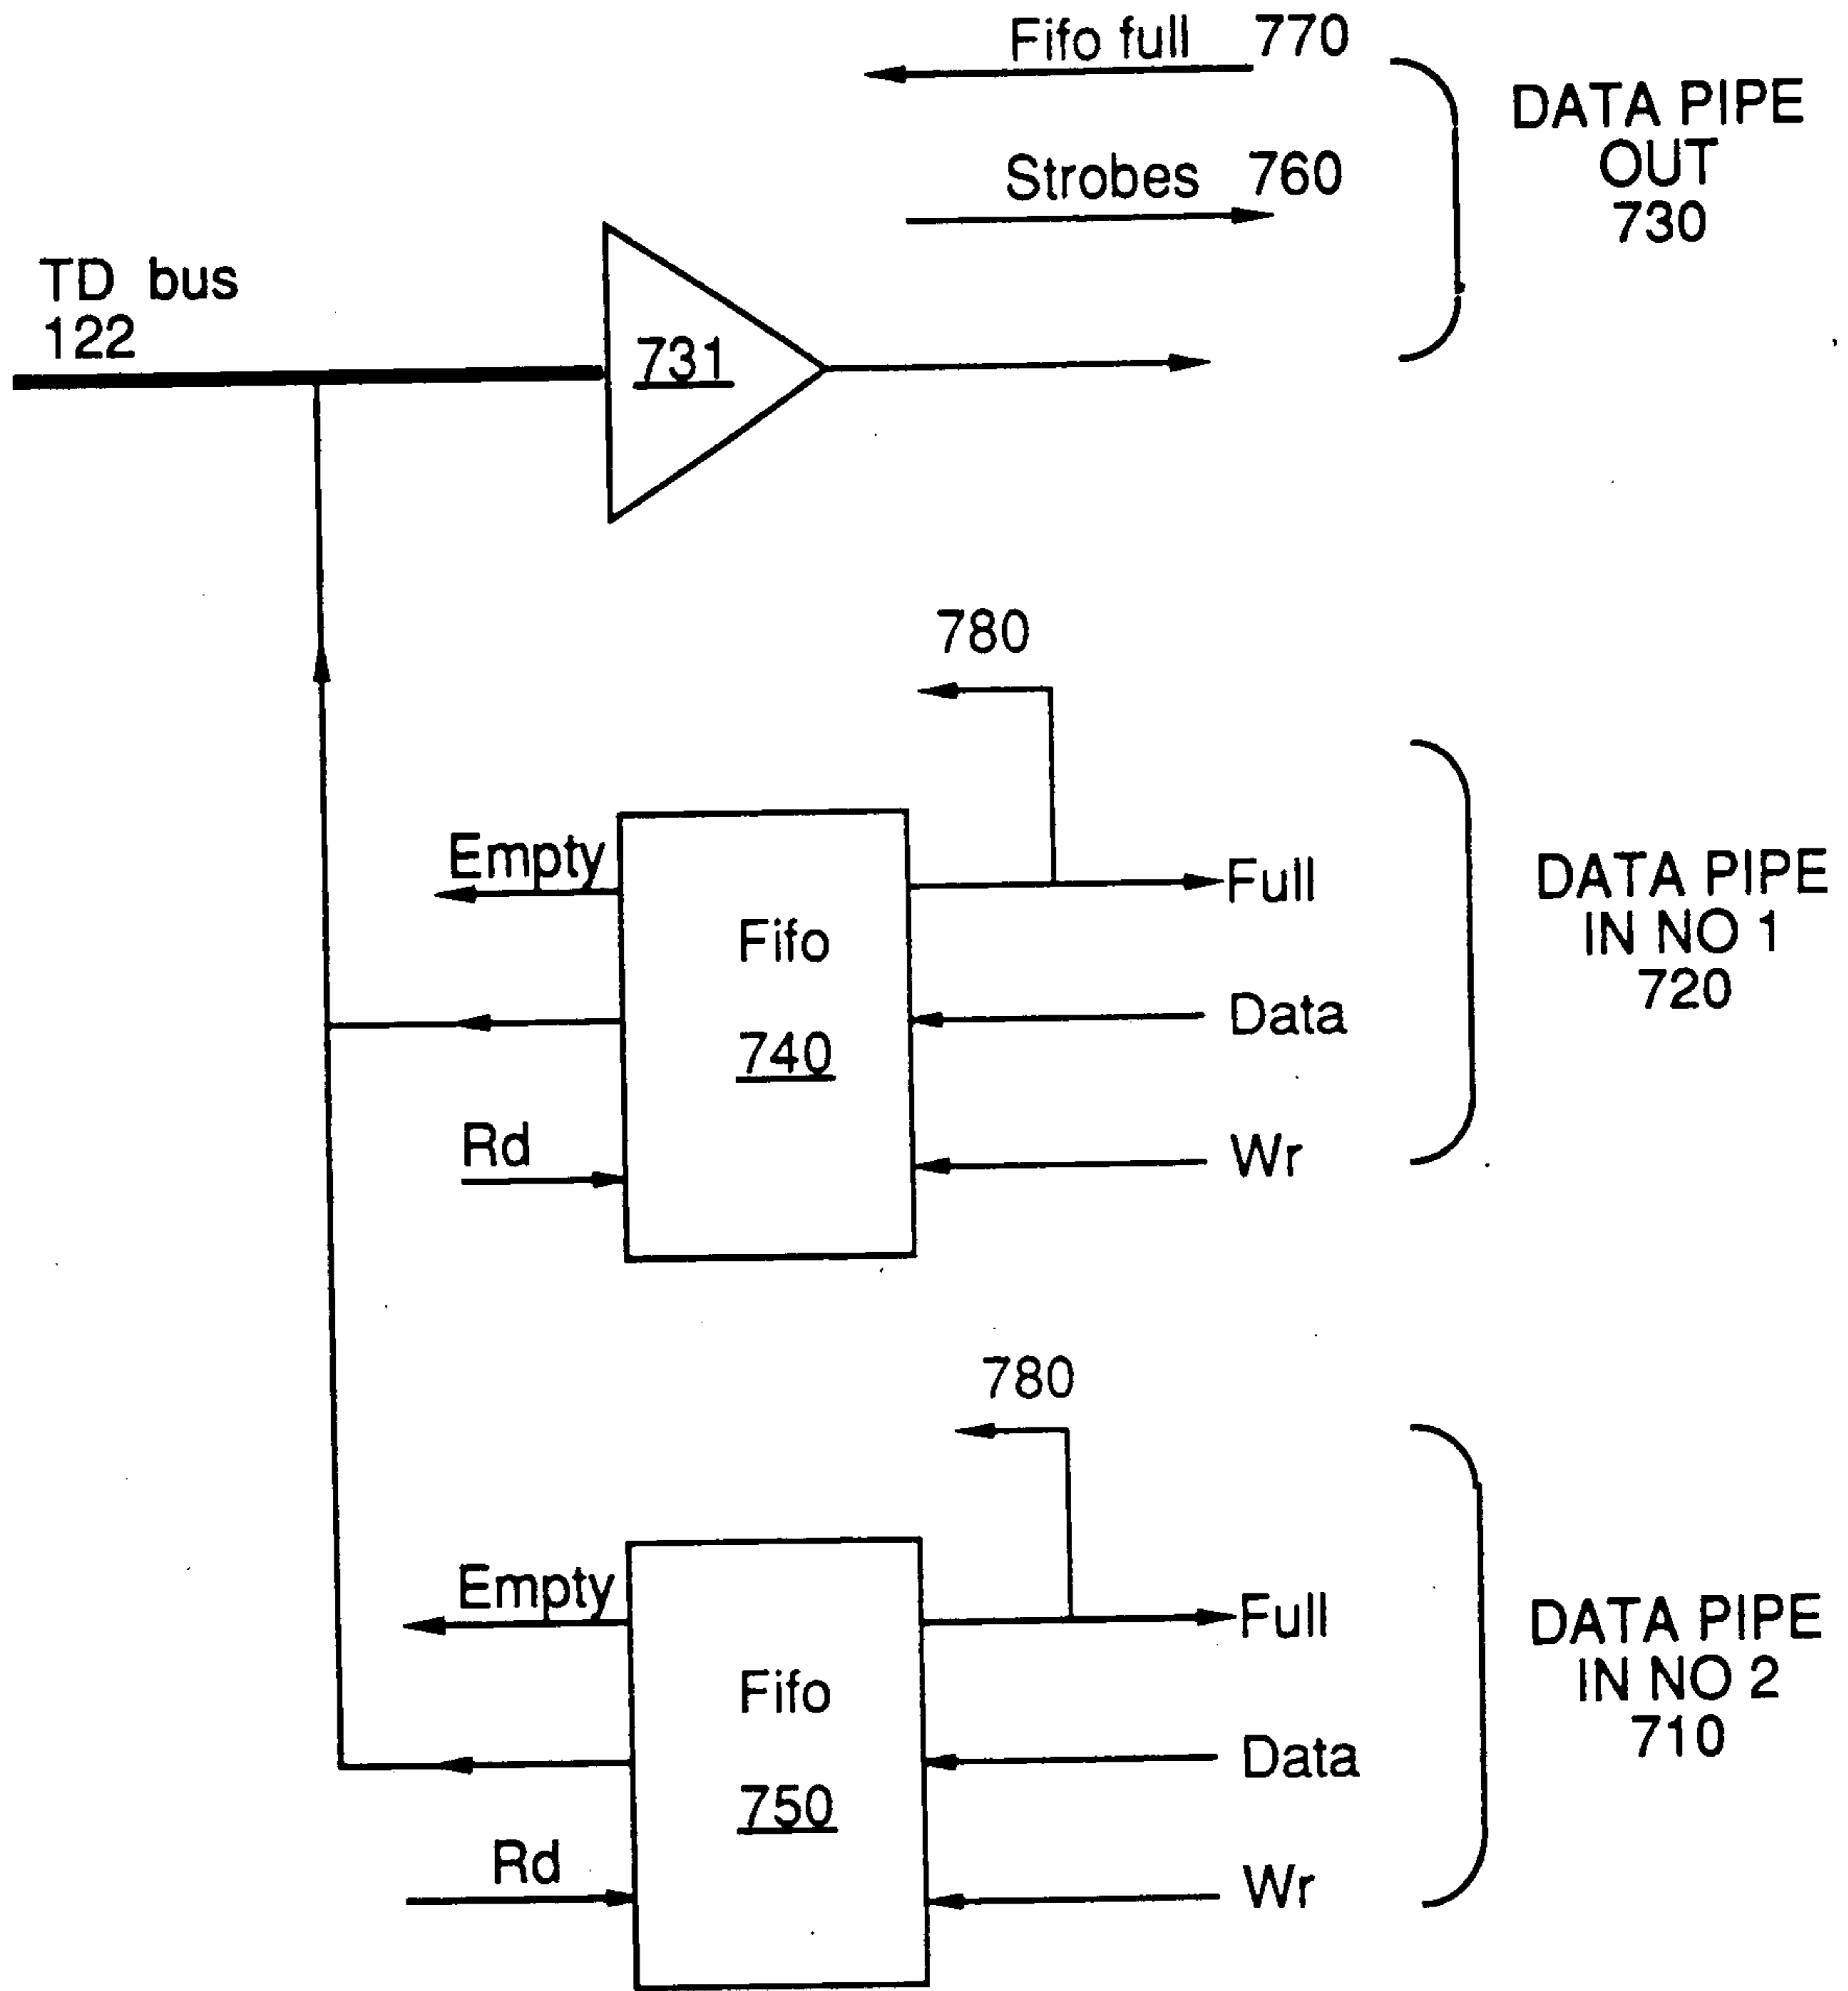 Fifo full 770
Strobes 760
DATA PIPE
OUT
730
TD bus
122
731
780
Empty
Full
Fifo
Data
740
Rd
Wr
DATA PIPE
IN NO 1
720
780
Empty
Full
Fifo
Data
750
Rd
Wr
DATA PIPE
IN NO 2
710